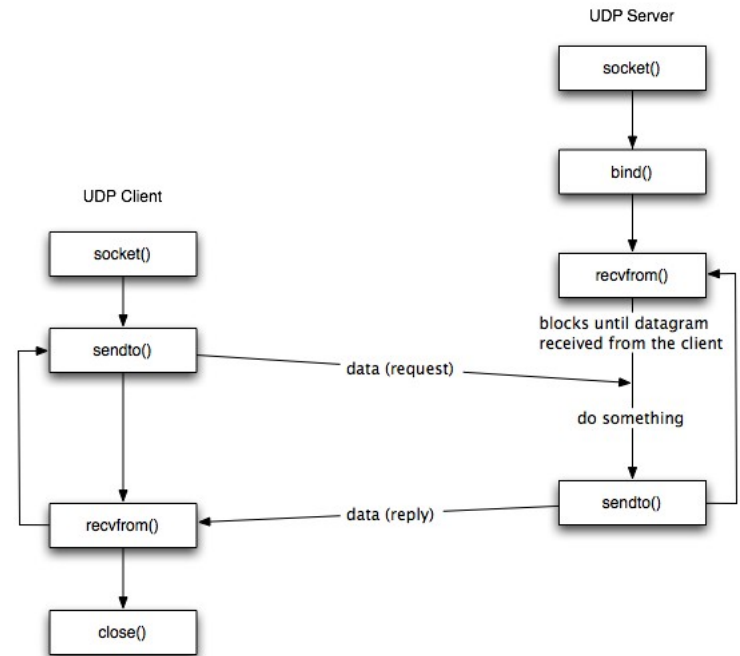 UDP Server
socket()
bind()
UDP Client
socket()
recvfrom()
blocks until datagram
received from the client
sendto()
data (request)
do something
sendto()
data (reply)
recvfrom()
close()